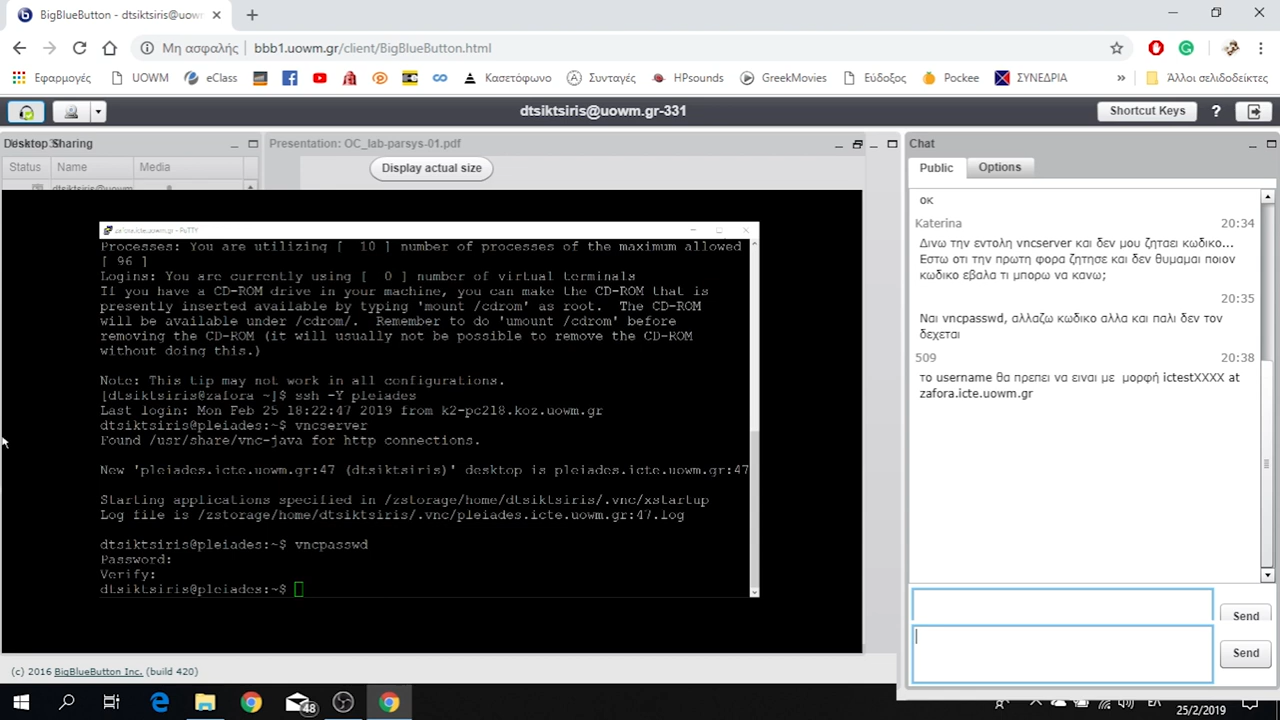 BigBlueButton - dtsiktsiris@uow
Μη ασφαλής
bbb1.uowm.gr/client/BigBlueButton.html
Εφαρμογές
UOWM
eClass
Κασετόφωνο
Συνταγές
HPsounds
GreekMovies
Εύδοξος
Pockee
ΣΥΝΕΔΡΙΑ
»
Άλλοι σελιδοδείκτες
dtsiktsiris@uowm.gr-331
Shortcut Keys
?
Desktop Sharing
Status
Name
Media
dtsiktsiris@uowm
Presentation: OC_lab-parsys-01.pdf
Display actual size
zafora.icte.uowm.gr - PuTTY
Processes: You are utilizing [  10 ] number of processes of the maximum allowed
[ 96 ]
Logins: You are currently using [  0 ] number of virtual terminals
If you have a CD-ROM drive in your machine, you can make the CD-ROM that is
presently inserted available by typing 'mount /cdrom' as root.  The CD-ROM
will be available under /cdrom/.  Remember to do 'umount /cdrom' before
removing the CD-ROM (it will usually not be possible to remove the CD-ROM
without doing this.)
Note: This tip may not work in all configurations.
[dtsiktsiris@zafora ~]$ ssh -Y pleiades
Last login: Mon Feb 25 18:22:47 2019 from k2-pc218.koz.uowm.gr
dtsiktsiris@pleiades:~$ vncserver
Found /usr/share/vnc-java for http connections.
New 'pleiades.icte.uowm.gr:47 (dtsiktsiris)' desktop is pleiades.icte.uowm.gr:47
Starting applications specified in /zstorage/home/dtsiktsiris/.vnc/xstartup
Log file is /zstorage/home/dtsiktsiris/.vnc/pleiades.icte.uowm.gr:47.log
dtsiktsiris@pleiades:~$ vncpasswd
Password:
Verify:
dtsiktsiris@pleiades:~$
Chat
Public
Options
οκ
Katerina 20:34
Δινω την εντολη vncserver και δεν μου ζηταει κωδικο...
Εστω οτι την πρωτη φορα ζητησε και δεν θυμαμαι ποιον
κωδικο εβαλα τι μπορω να κανω;
20:35
Ναι vncpasswd, αλλαζω κωδικο αλλα και παλι δεν τον
δεχεται
509 20:38
το username θα πρεπει να ειναι με  μορφή ictestXXXX at
zafora.icte.uowm.gr
Send
Send
(c) 2016 BigBlueButton Inc. (build 420)
48
EN
25/2/2019